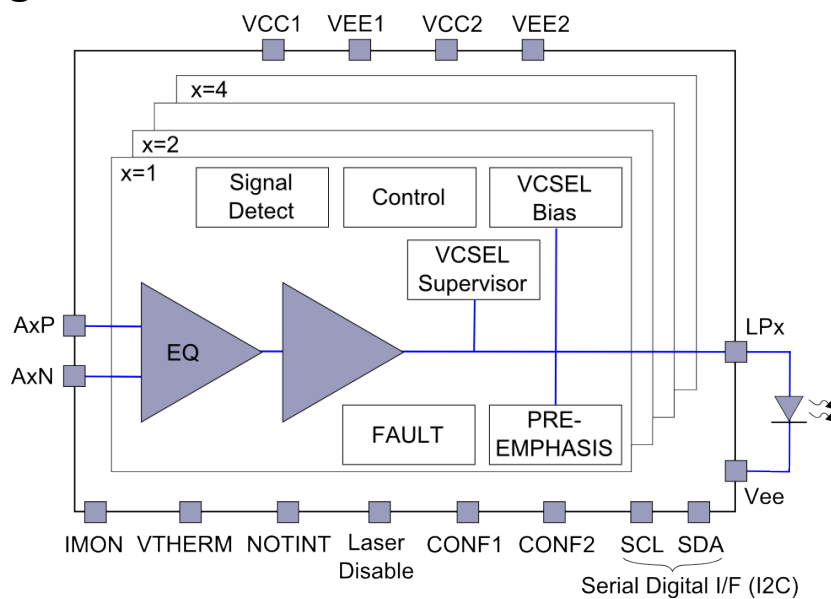 VCC1 VEE1 VCC2 VEE2
x=4
x=2
x=1
Signal
Detect
Control
VCSEL
Bias
VCSEL
Supervisor
AxP
AxN
EQ
LPx
FAULT
PRE-
EMPHASIS
Vee
IMON VTHERM NOTINT Laser
Disable CONF1 CONF2 SCL SDA
Serial Digital I/F (I2C)